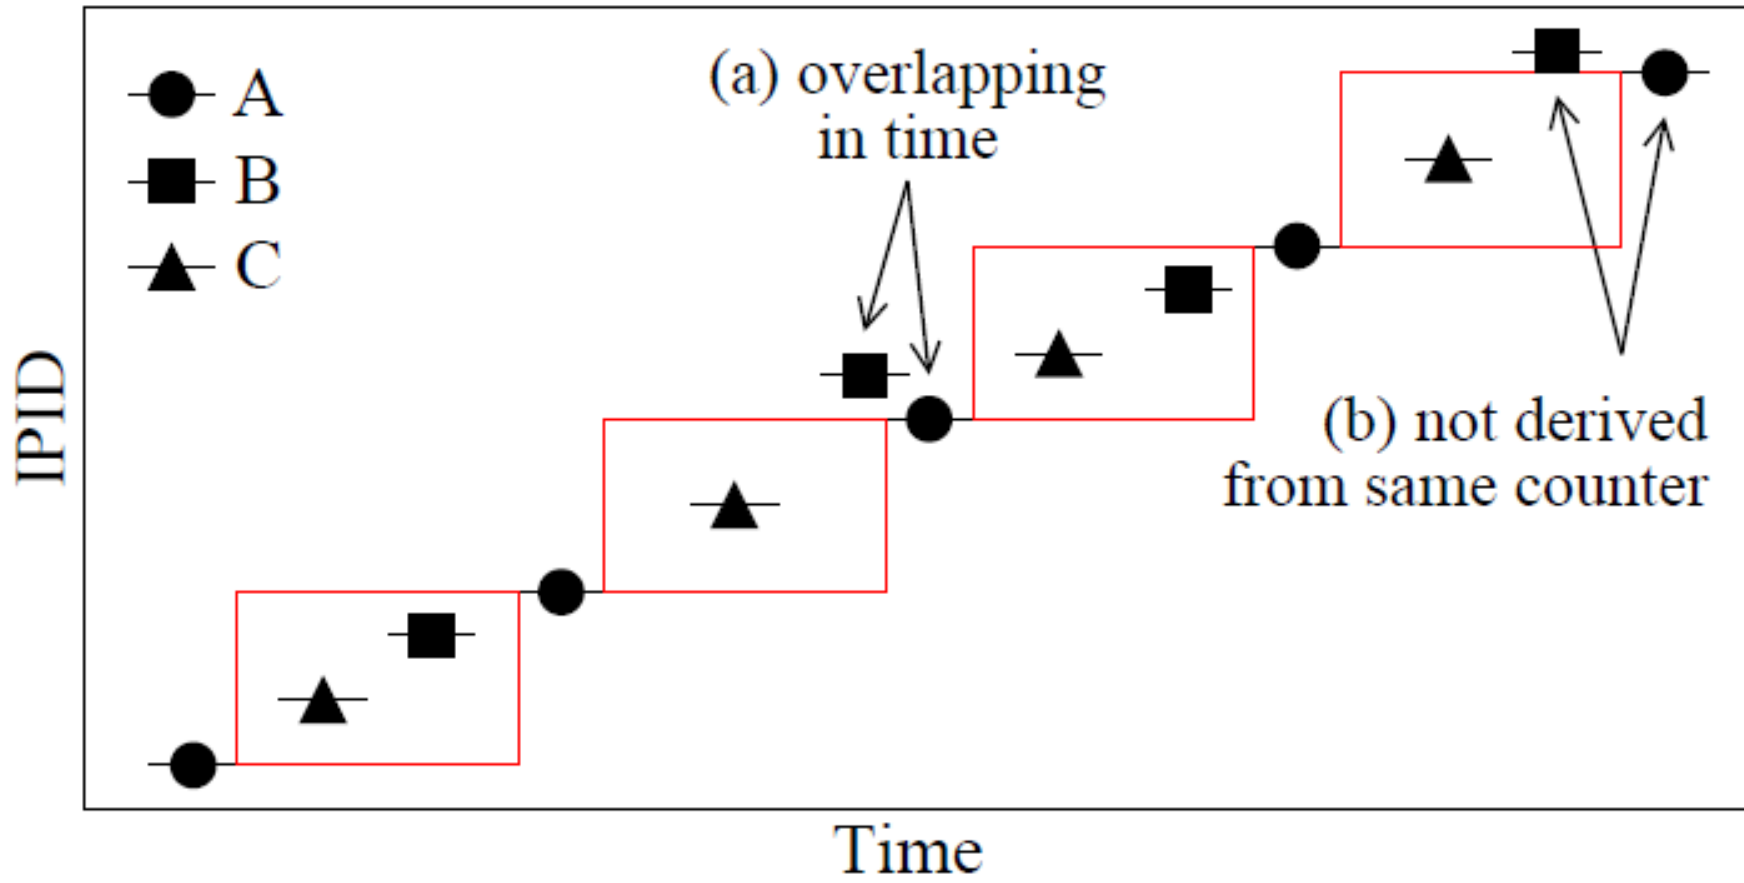 A
B
C
(a) overlapping
in time
(b) not derived
from same counter
IPID
Time